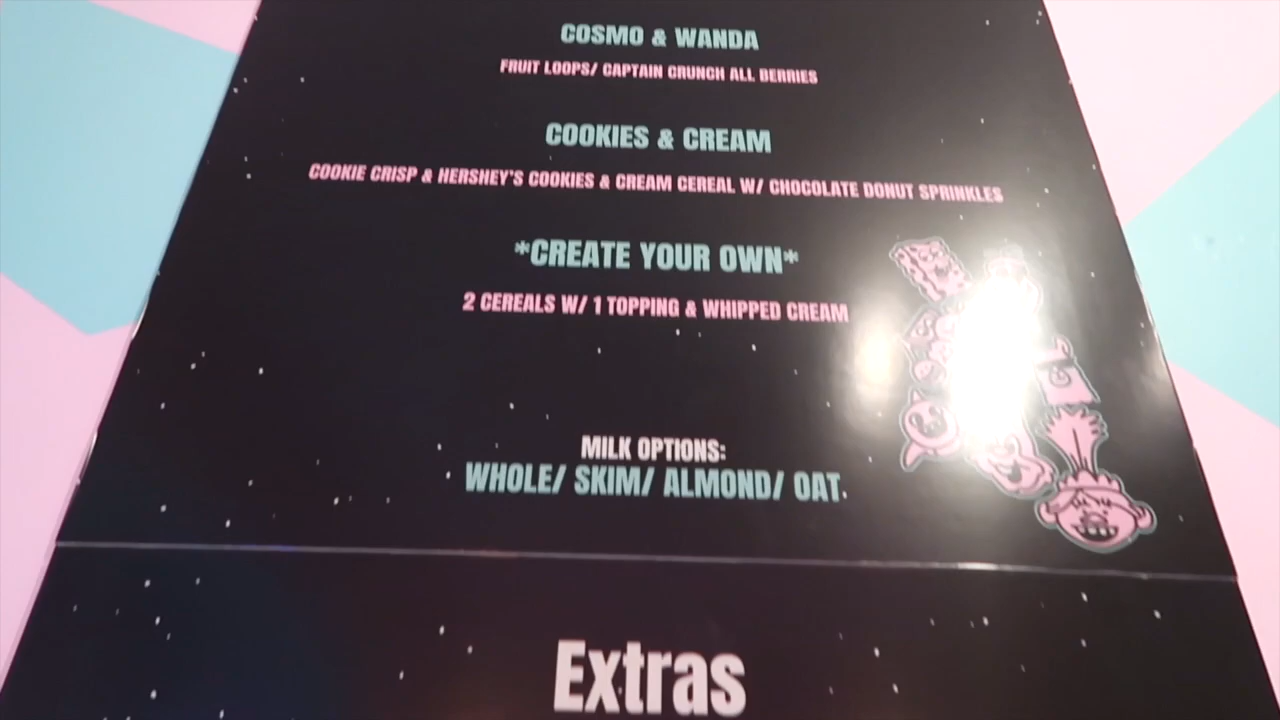 COSMO & WANDA
FRUIT LOOPS/ CAPTAIN CRUNCH ALL BERRIES
COOKIES & CREAM
COOKIE CRISP & HERSHEY'S COOKIES & CREAM CEREAL W/ CHOCOLATE DONUT SPRINKLES
*CREATE YOUR OWN*
2 CEREALS W/ 1 TOPPING & WHIPPED CREAM
MILK OPTIONS:
WHOLE/ SKIM/ ALMOND/ OAT
Extras